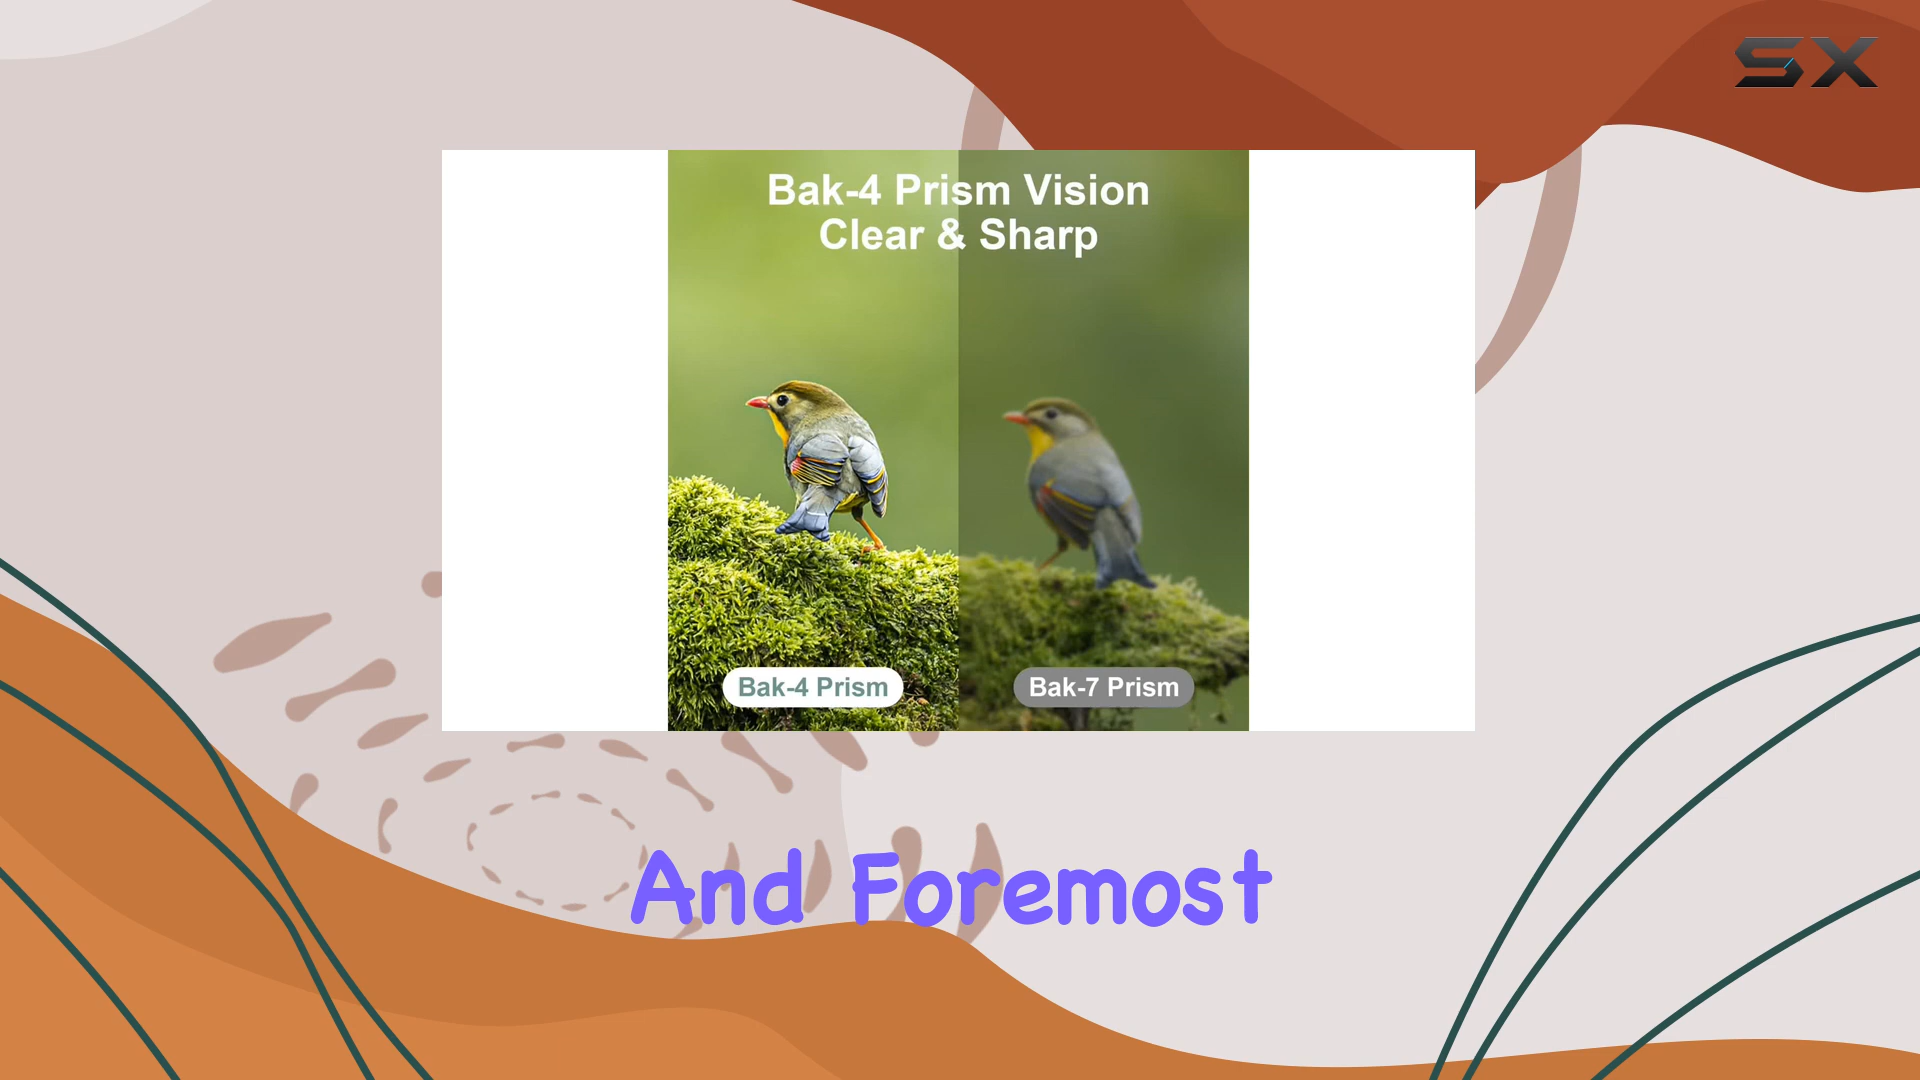 SX
Bak-4 Prism Vision
Clear & Sharp
Bak-4 Prism
Bak-7 Prism
And Foremost